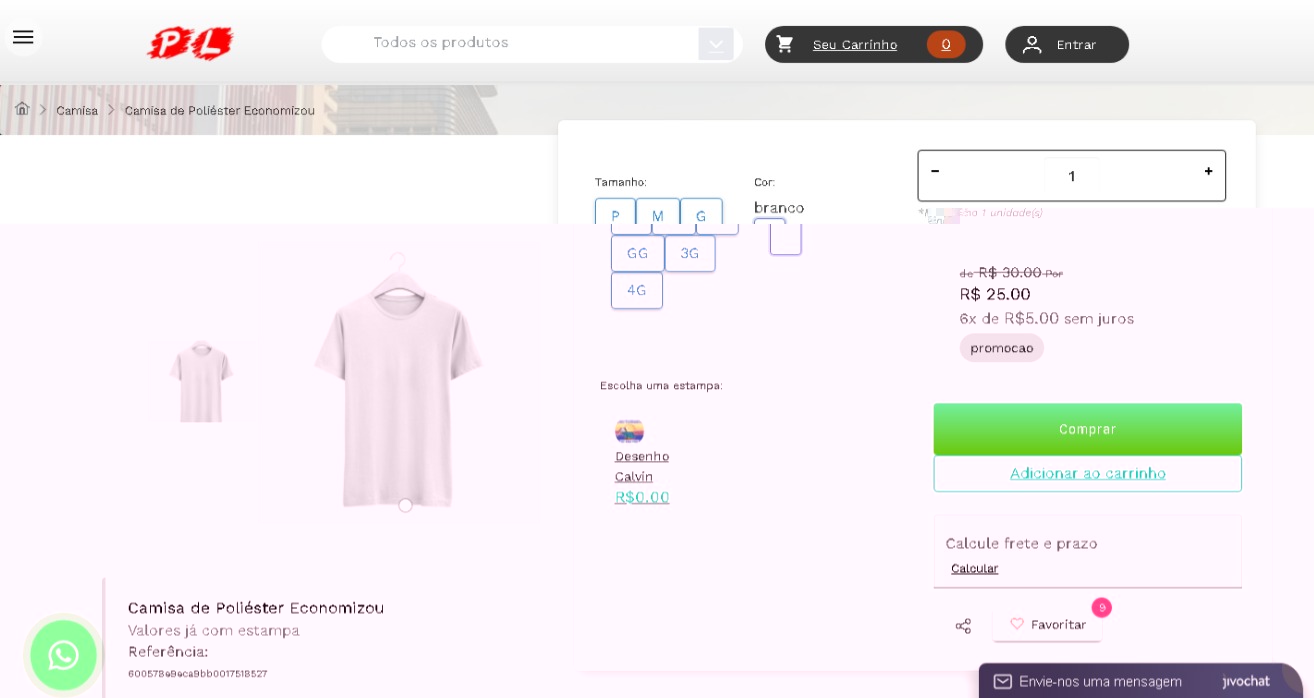 PL
Todos os produtos
Seu Carrinho 0
Entrar
Camisa
Camisa de Poliéster Economizou
Tamanho:
P M G
GG 3G
4G
Cor:
branco
- 1 +
1 unidade(s)
de R$ 30.00 Por
R$ 25.00
6x de R$5.00 sem juros
promocao
Escolha uma estampa:
Desenho
Calvin
R$0.00
Comprar
Adicionar ao carrinho
Calcule frete e prazo
Calcular
9
Favoritar
Camisa de Poliéster Economizou
Valores já com estampa
Referência:
600578e9eca9bb0017518527
Envie-nos uma mensagem jivochat